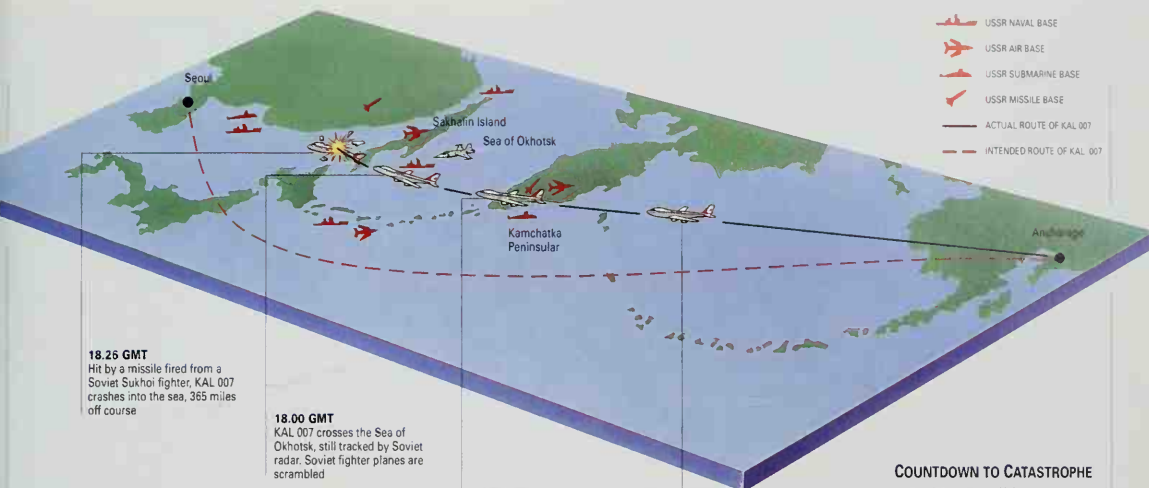 USSR NAVAL BASE
USSR AIR BASE
USSR SUBMARINE BASE
USSR MISSILE BASE
ACTUAL ROUTE OF KAL 007
INTENDED ROUTE OF KAL 007
Seoul
Sakhalin Island
Sea of Okhotsk
Kamchatka
Peninsular
Anchorage
18.26 GMT
Hit by a missile fired from a
Soviet Sukhoi fighter, KAL 007
crashes into the sea, 365 miles
off course
18.00 GMT
KAL 007 crosses the Sea of
Okhotsk, still tracked by Soviet
radar. Soviet fighter planes are
scrambled
COUNTDOWN TO CATASTROPHE